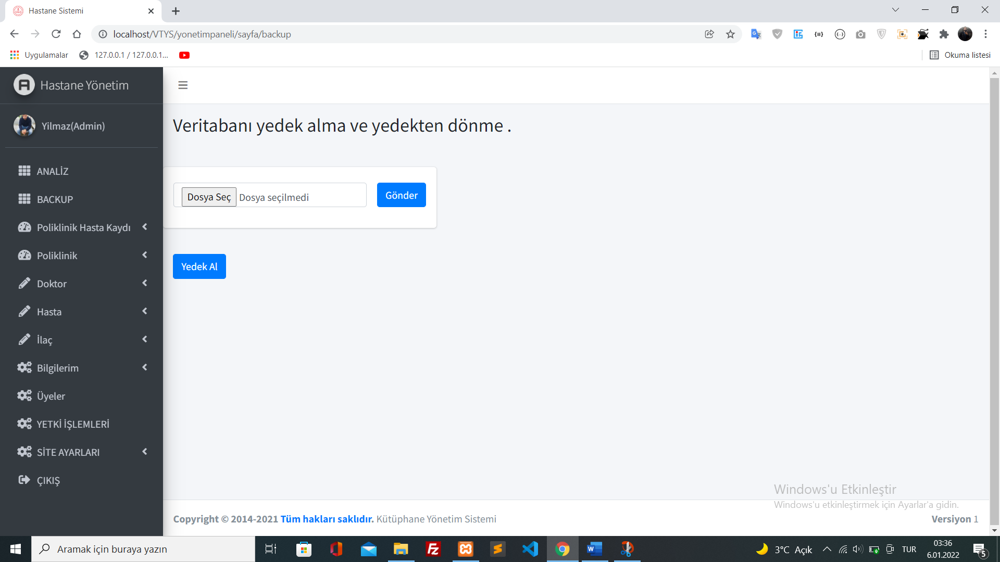 Hastane Sistemi
localhost/VTYS/yonetimpaneli/sayfa/backup
Uygulamalar
127.0.0.1 / 127.0.0.1...
Okuma listesi
Hastane Yönetim
Yilmaz(Admin)
ANALİZ
BACKUP
Poliklinik Hasta Kaydı
Poliklinik
Doktor
Hasta
İlaç
Bilgilerim
Üyeler
YETKİ İŞLEMLERİ
SİTE AYARLARI
ÇIKIŞ
Veritabanı yedek alma ve yedekten dönme .
Dosya Seç Dosya seçilmedi
Gönder
Yedek Al
Windows'u Etkinleştir
Windows'u etkinleştirmek için Ayarlar'a gidin.
Copyright © 2014-2021 Tüm hakları saklıdır. Kütüphane Yönetim Sistemi
Versiyon 1
Aramak için buraya yazın
3°C Açık
TUR
03:36
6.01.2022
5